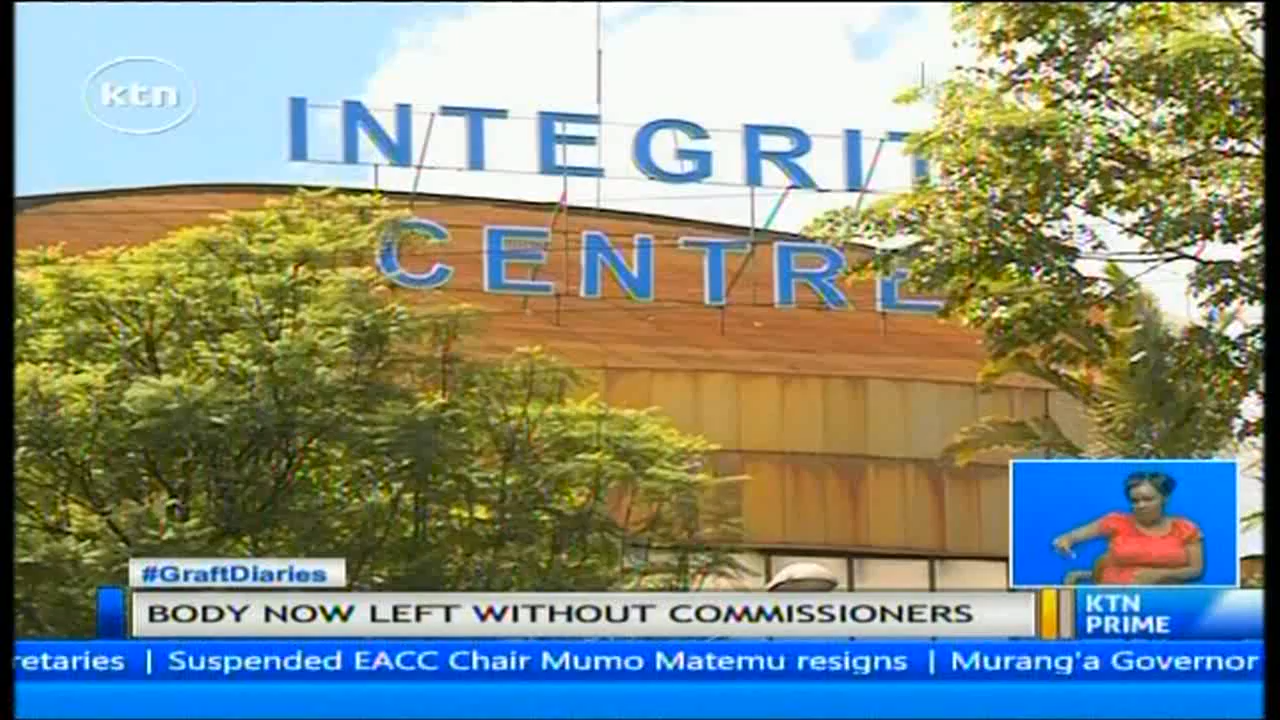 ktn
INTEGRIT
CENTRE
#GraftDiaries
BODY NOW LEFT WITHOUT COMMISSIONERS
KTN
PRIME
retaries | Suspended EACC Chair Mumo Matemu resigns | Murang'a Governor